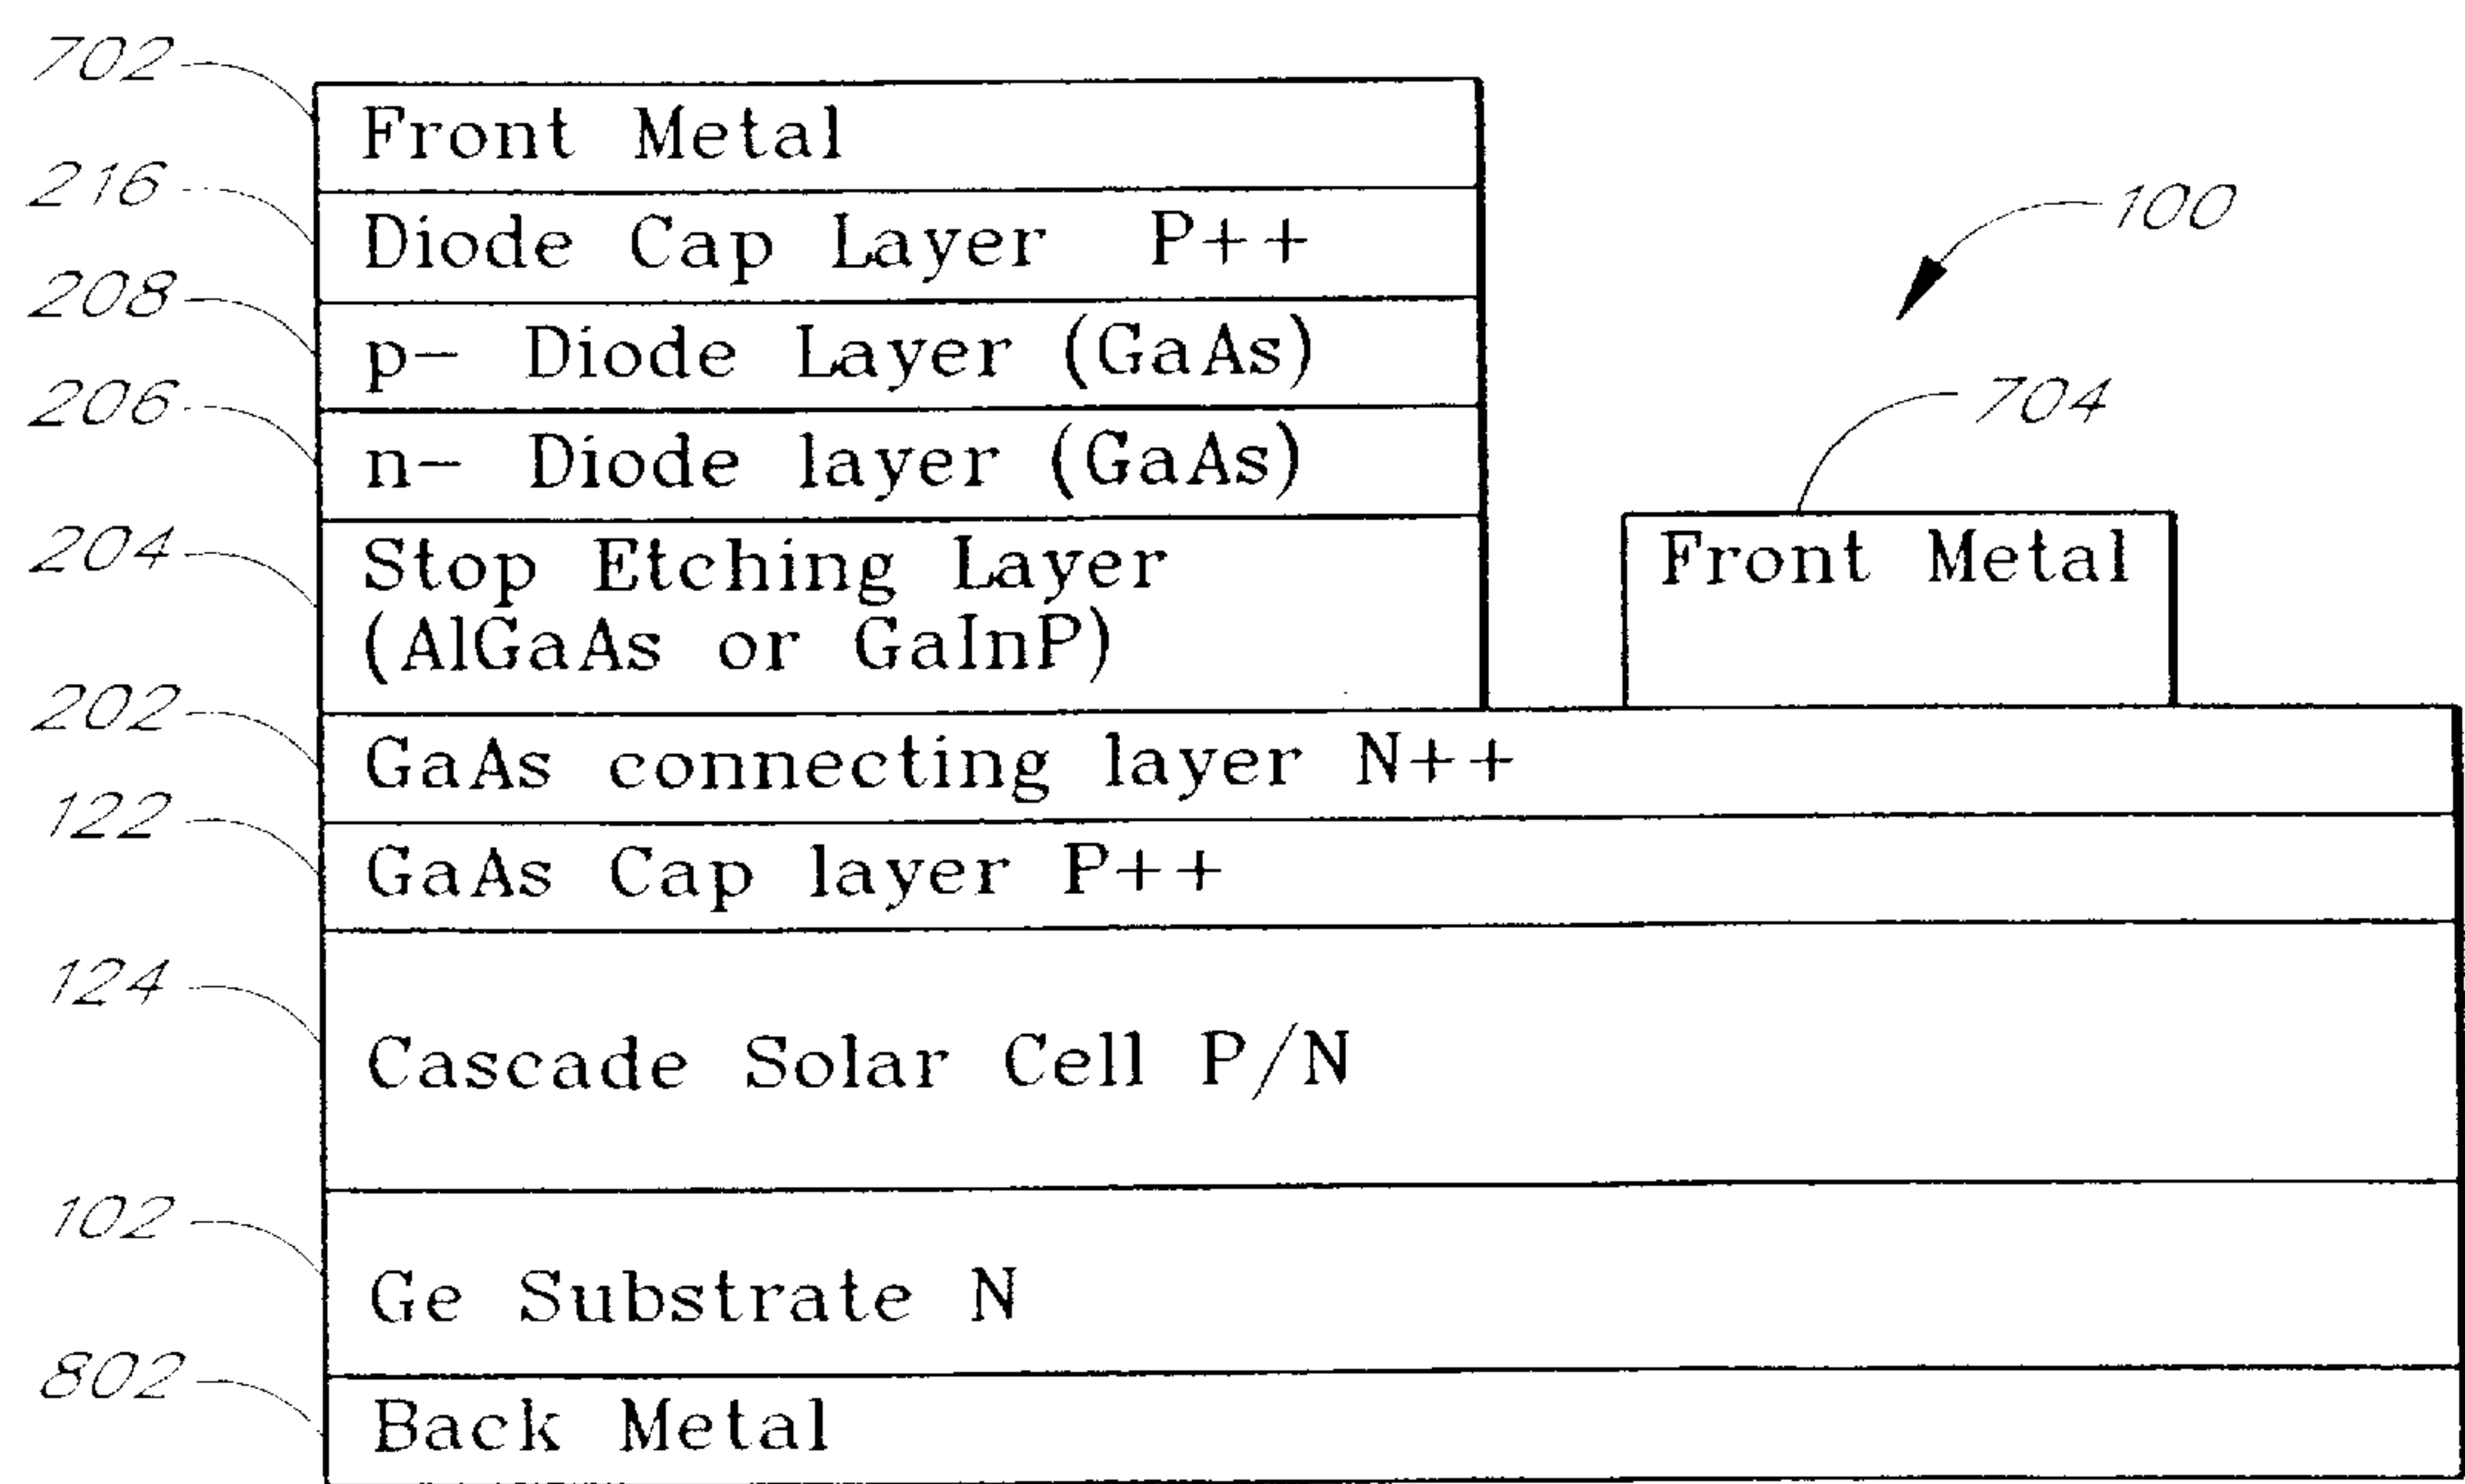 702
Front Metal
216
Diode Cap Layer P++
100
208
p- Diode Layer (GaAs)
206
n- Diode layer (GaAs)
704
204
Stop Etching Layer
(AlGaAs or GaInP)
Front Metal
202
GaAs connecting layer N++
122
GaAs Cap layer P++
124
Cascade Solar Cell P/N
102
Ge Substrate N
802
Back Metal